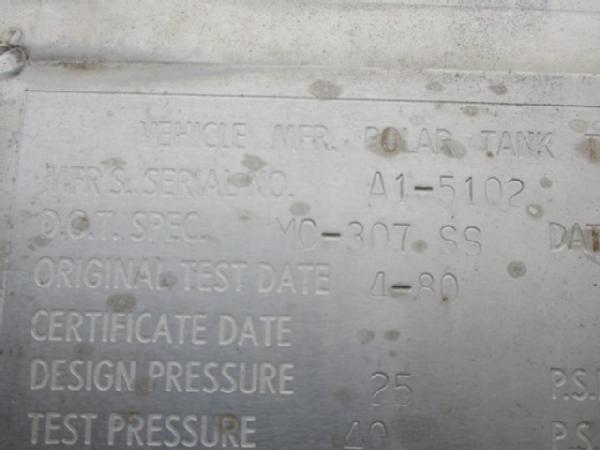 VEHICLE MFR. POLAR TANK T
MFR'S. SERIAL NO. A1-5102
D.O.T. SPEC. MC-307 SS DAT
ORIGINAL TEST DATE 4-80
CERTIFICATE DATE
DESIGN PRESSURE 25 P.S.I
TEST PRESSURE 40 P.S.